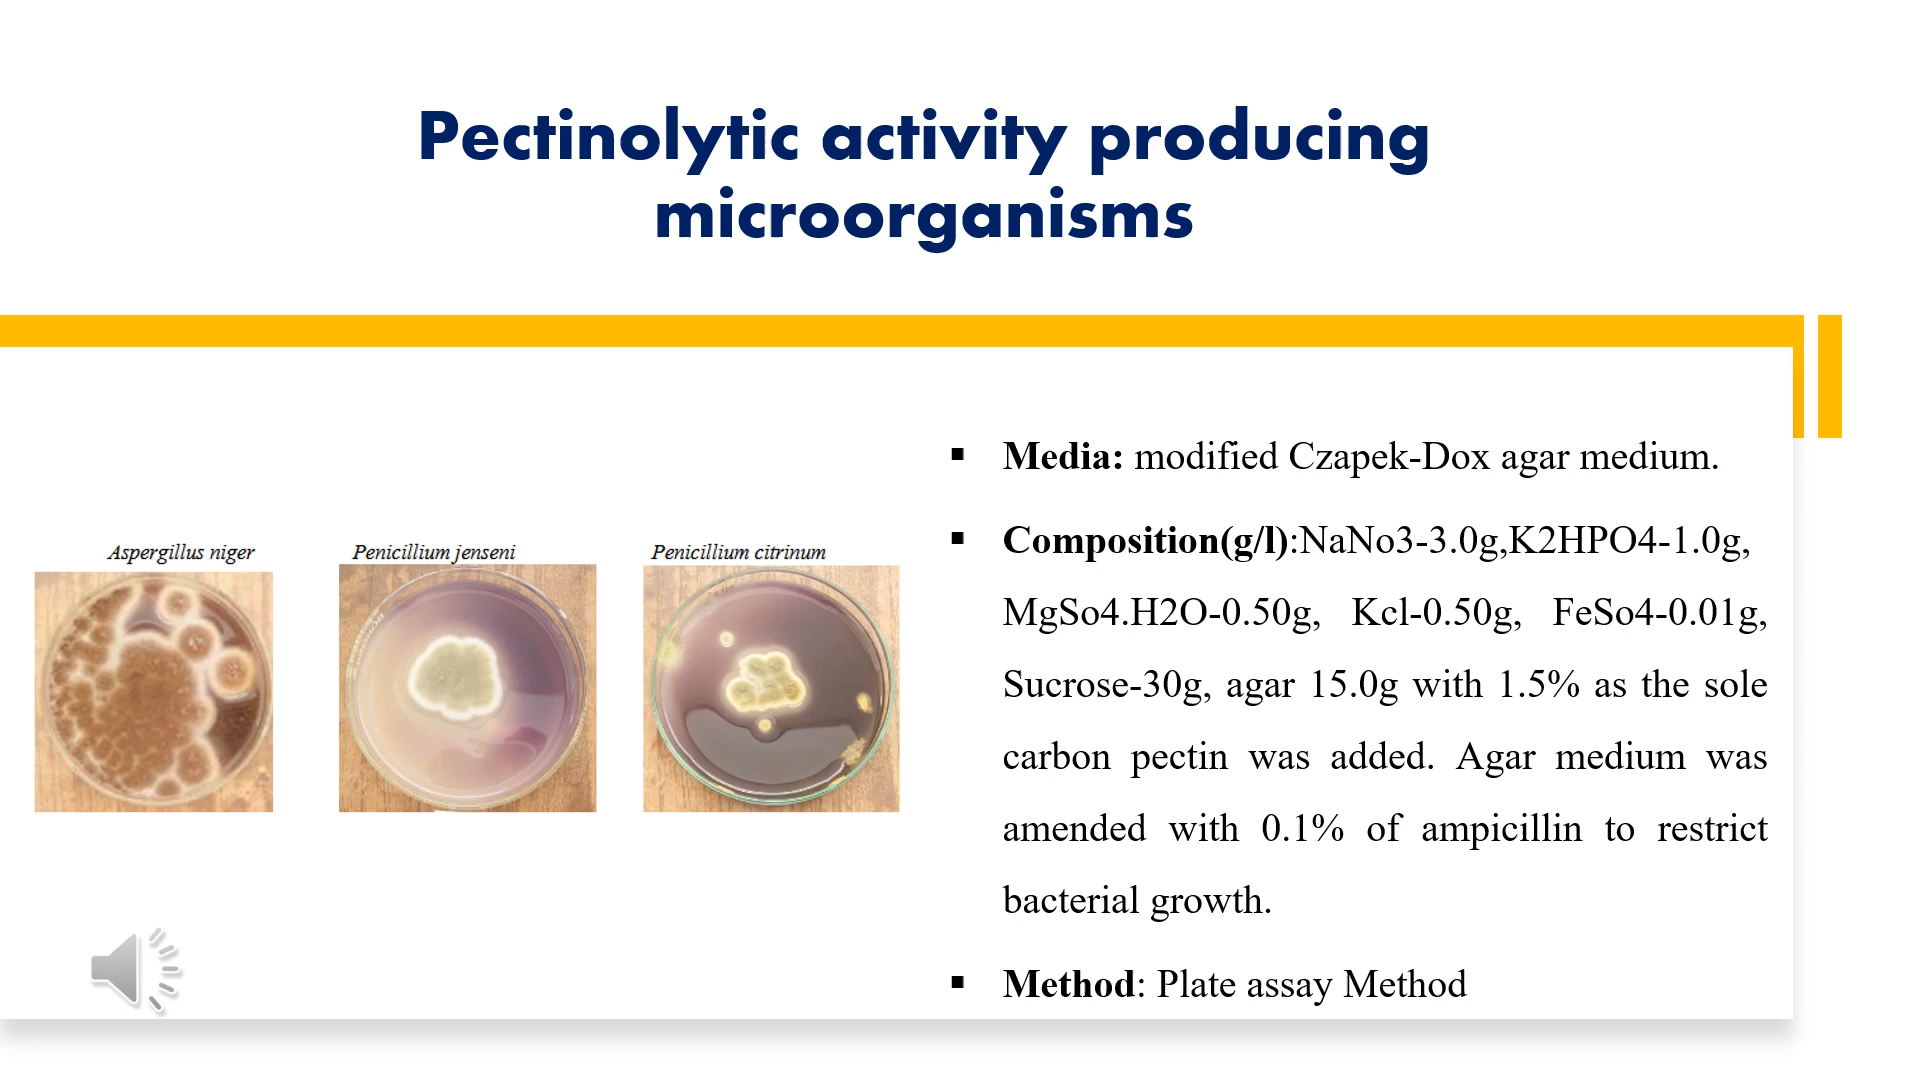 Pectinolytic activity producing
microorganisms
Aspergillus niger
Penicillium jenseni
Penicillium citrinum
▪ Media: modified Czapek-Dox agar medium.
▪ Composition(g/l):NaNo3-3.0g,K2HPO4-1.0g,
MgSo4.H2O-0.50g, Kcl-0.50g, FeSo4-0.01g,
Sucrose-30g, agar 15.0g with 1.5% as the sole
carbon pectin was added. Agar medium was
amended with 0.1% of ampicillin to restrict
bacterial growth.
▪ Method: Plate assay Method